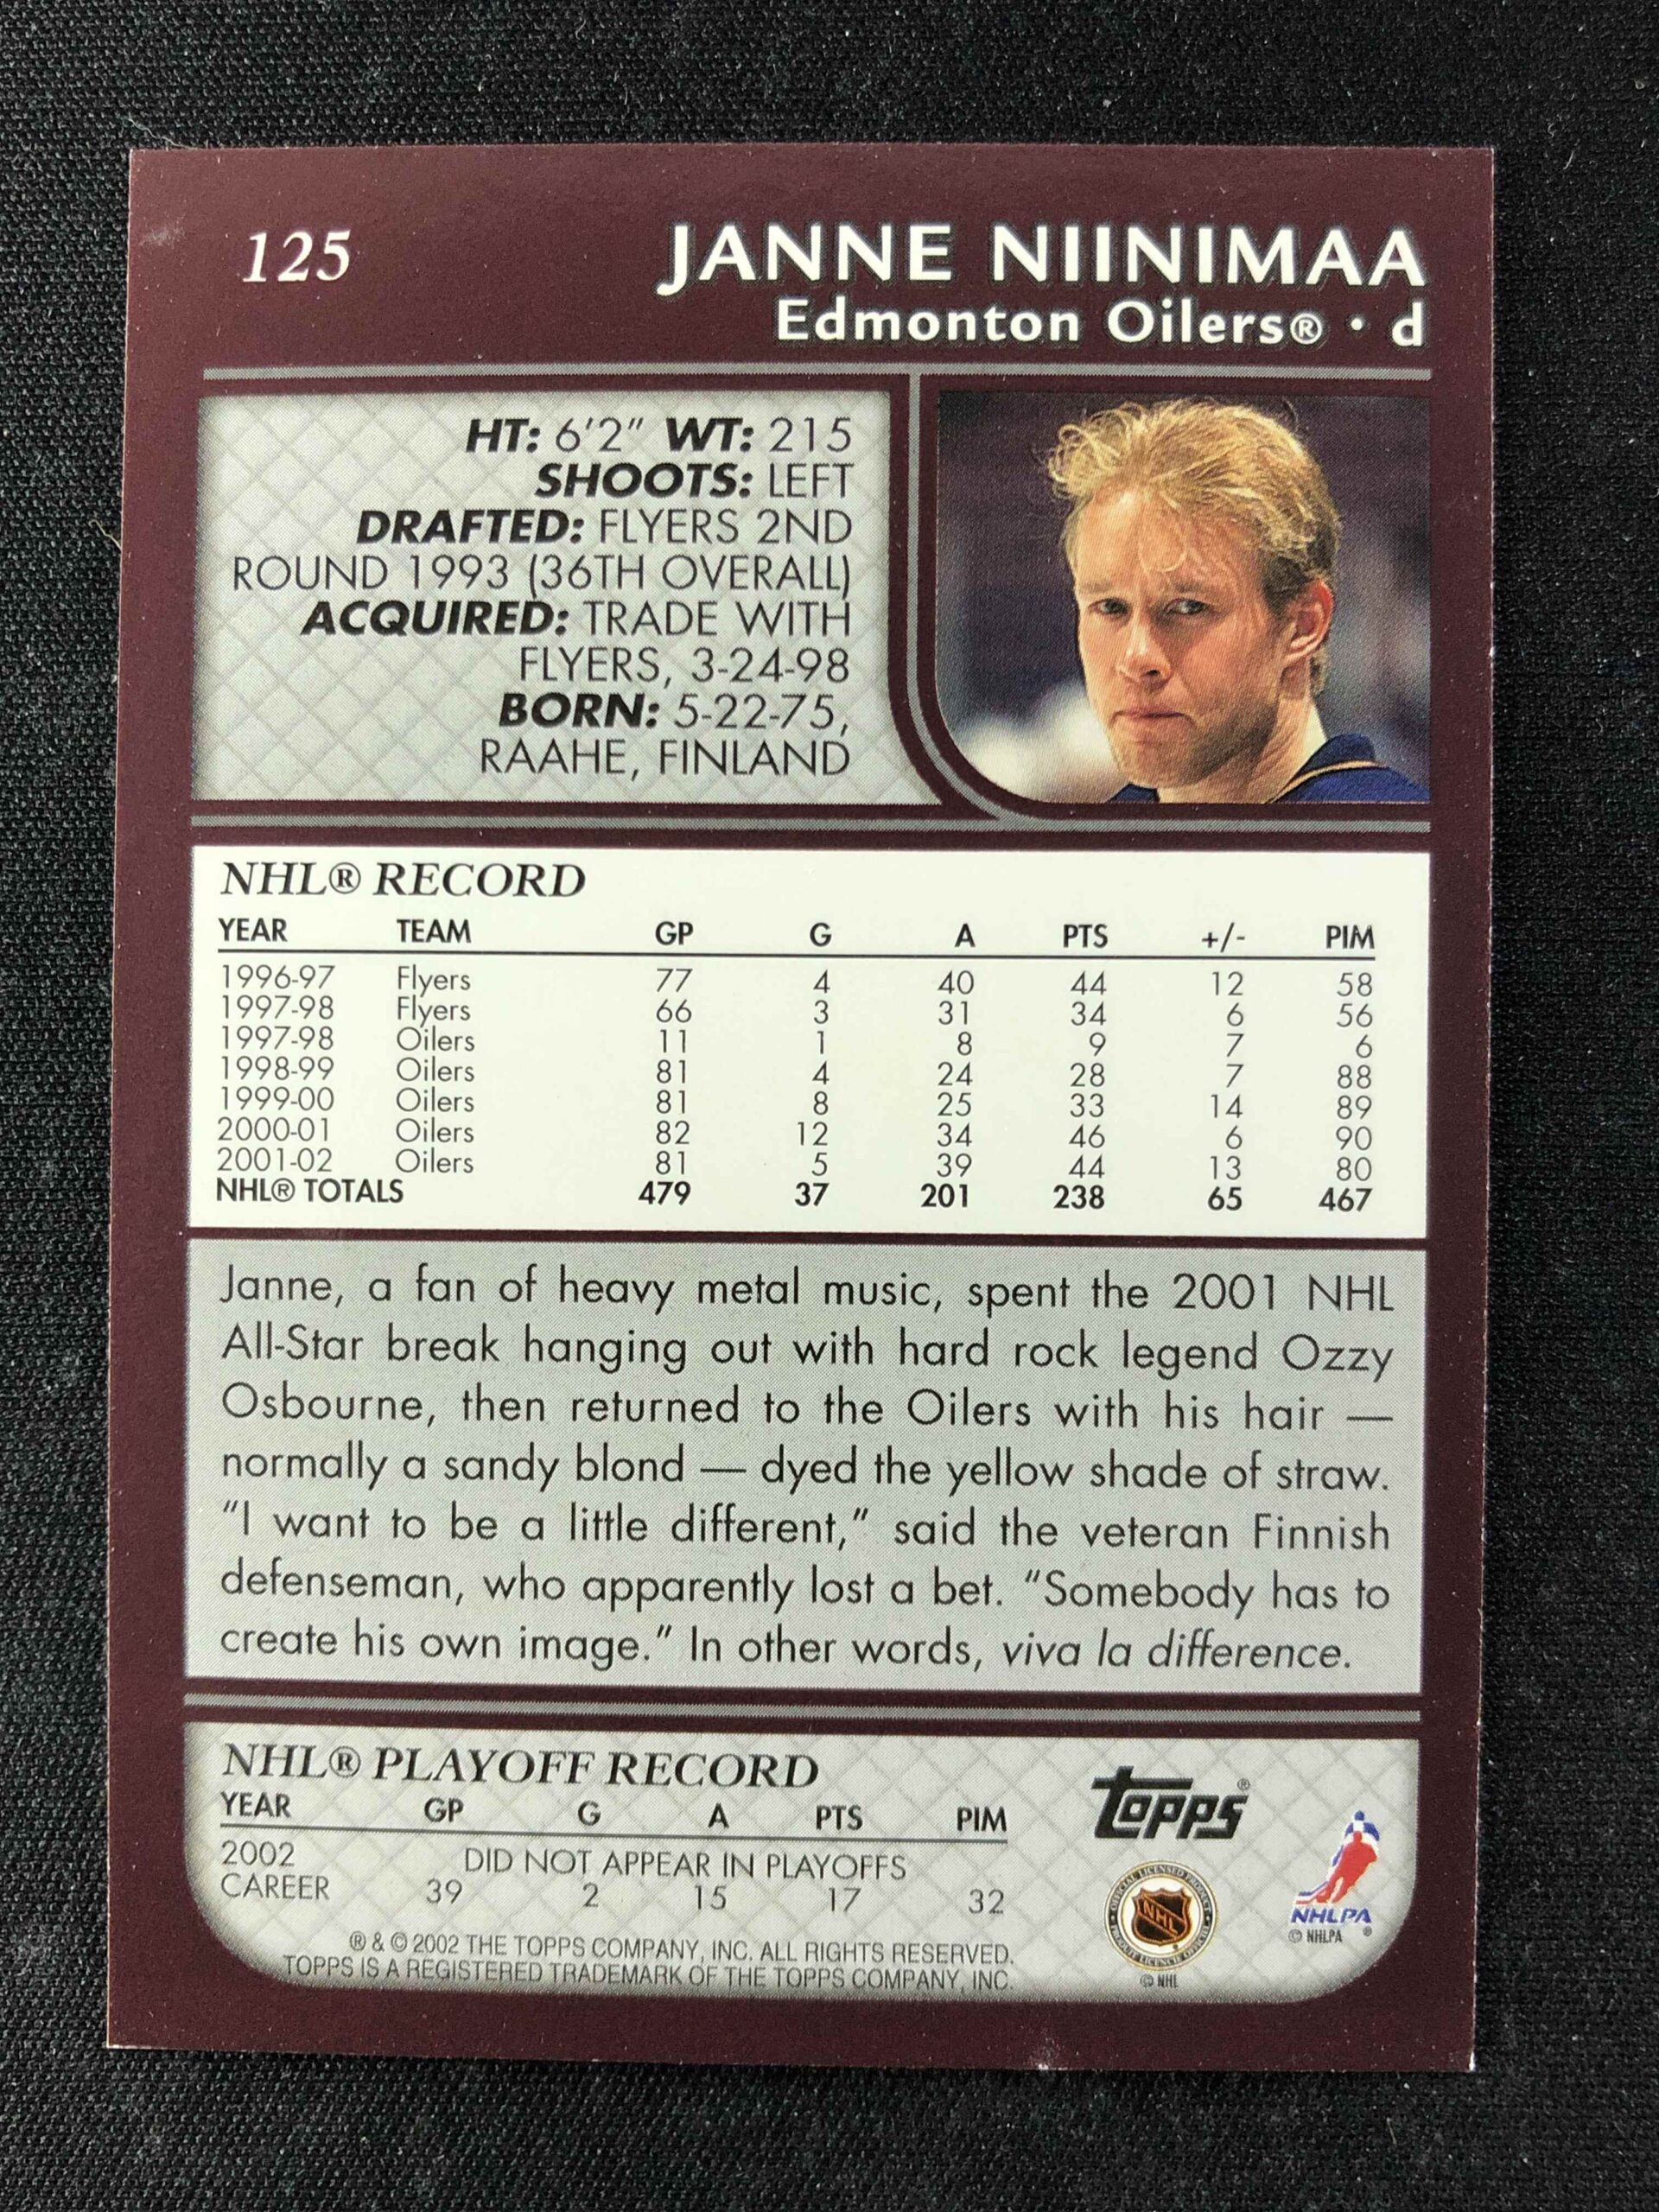 125
JANNE NIINIMAA
Edmonton Oilers® • d
HT: 6'2" WT: 215
SHOOTS: LEFT
DRAFTED: FLYERS 2ND
ROUND 1993 (36TH OVERALL)
ACQUIRED: TRADE WITH
FLYERS, 3-24-98
BORN: 5-22-75,
RAAHE, FINLAND
NHL® RECORD
YEAR TEAM GP G A PTS +/- PIM
1996-97 Flyers 77 4 40 44 12 58
1997-98 Flyers 66 3 31 34 6 56
1997-98 Oilers 11 1 8 9 7 6
1998-99 Oilers 81 4 24 28 7 88
1999-00 Oilers 81 8 25 33 14 89
2000-01 Oilers 82 12 34 46 6 90
2001-02 Oilers 81 5 39 44 13 80
NHL® TOTALS 479 37 201 238 65 467
Janne, a fan of heavy metal music, spent the 2001 NHL
All-Star break hanging out with hard rock legend Ozzy
Osbourne, then returned to the Oilers with his hair —
normally a sandy blond — dyed the yellow shade of straw.
"I want to be a little different," said the veteran Finnish
defenseman, who apparently lost a bet. "Somebody has to
create his own image." In other words, viva la difference.
NHL® PLAYOFF RECORD
YEAR GP G A PTS PIM
2002 DID NOT APPEAR IN PLAYOFFS
CAREER 39 2 15 17 32
® & © 2002 THE TOPPS COMPANY, INC. ALL RIGHTS RESERVED.
TOPPS IS A REGISTERED TRADEMARK OF THE TOPPS COMPANY, INC.
Topps®
NHL
© NHL
NHLPA
© NHLPA ®